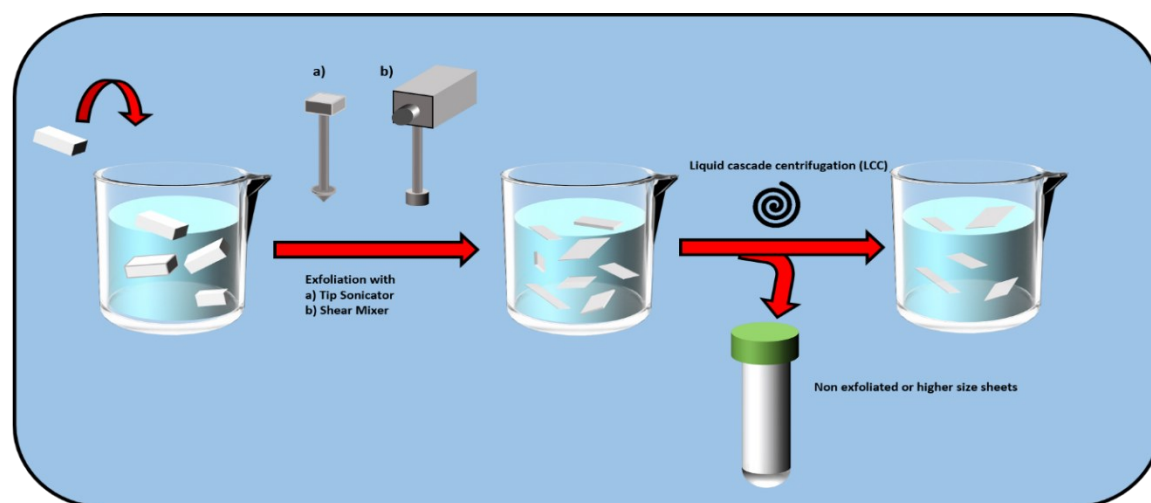 a)
b)
Liquid cascade centrifugation (LCC)
Exfoliation with
a) Tip Sonicator
b) Shear Mixer
Non exfoliated or higher size sheets